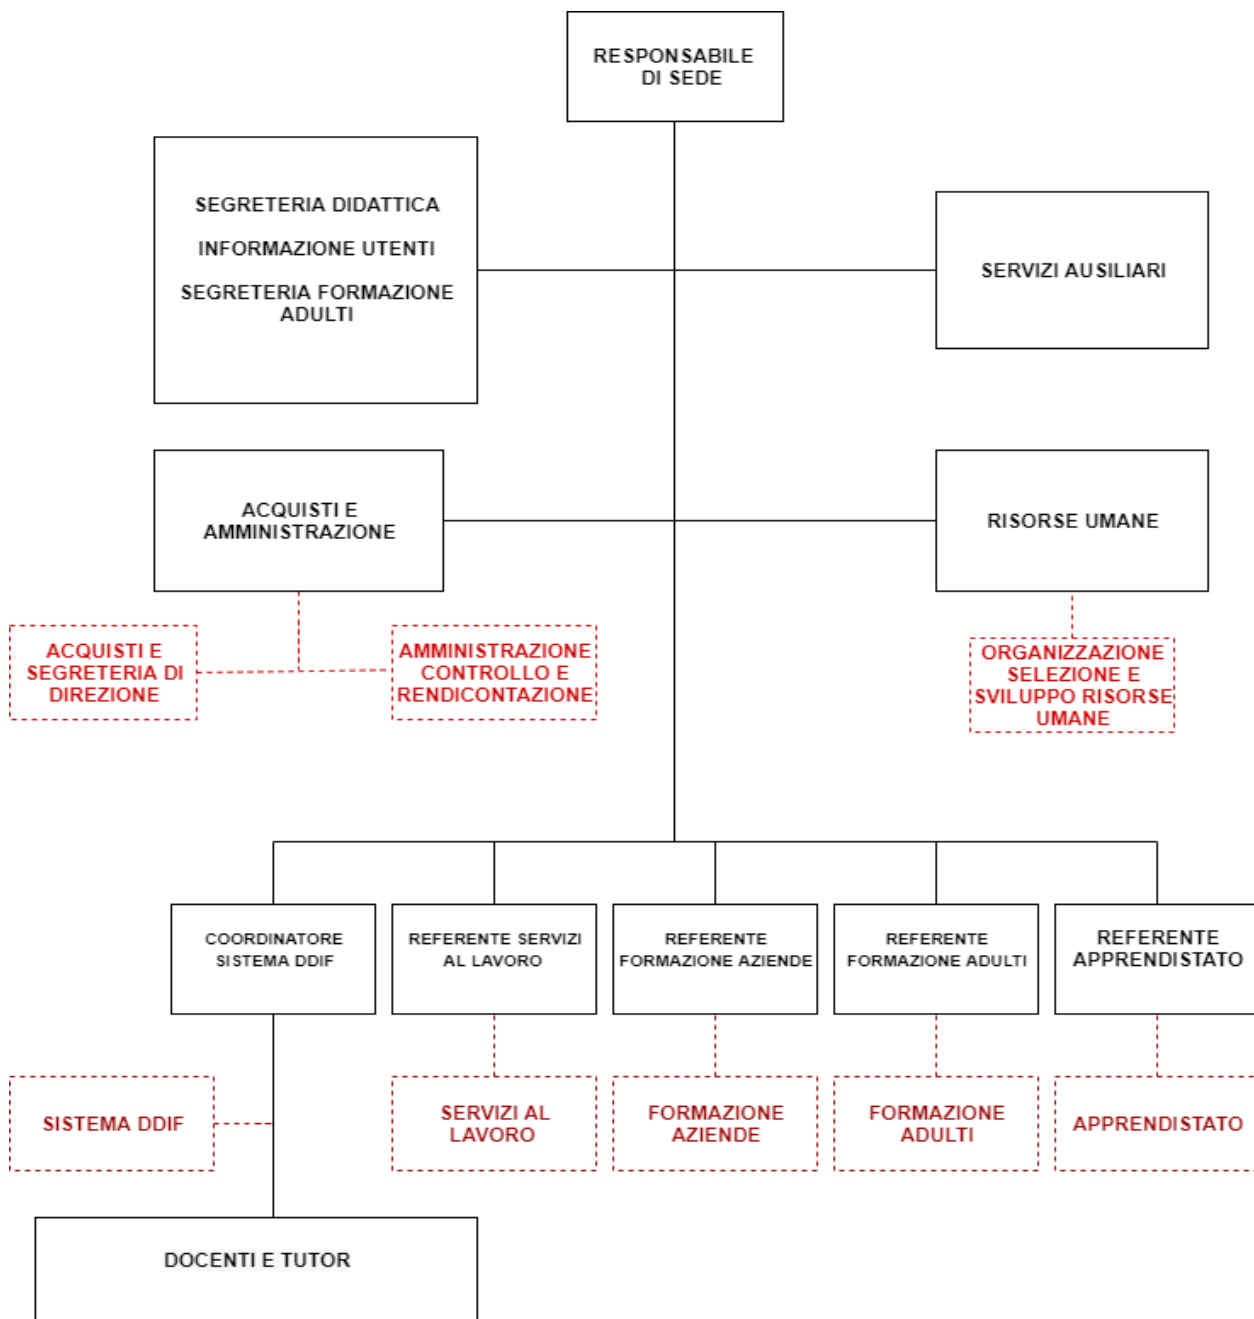 RESPONSABILE
DI SEDE
SEGRETERIA DIDATTICA
INFORMAZIONE UTENTI
SEGRETERIA FORMAZIONE
ADULTI
SERVIZI AUSILIARI
ACQUISTI E
AMMINISTRAZIONE
RISORSE UMANE
ACQUISTI E
SEGRETERIA DI
DIREZIONE
AMMINISTRAZIONE
CONTROLLO E
RENDICONTAZIONE
ORGANIZZAZIONE
SELEZIONE E
SVILUPPO RISORSE
UMANE
COORDINATORE
SISTEMA DDIF
REFERENTE SERVIZI
AL LAVORO
REFERENTE
FORMAZIONE AZIENDE
REFERENTE
FORMAZIONE ADULTI
REFERENTE
APPRENDISTATO
SISTEMA DDIF
SERVIZI AL
LAVORO
FORMAZIONE
AZIENDE
FORMAZIONE
ADULTI
APPRENDISTATO
DOCENTI E TUTOR